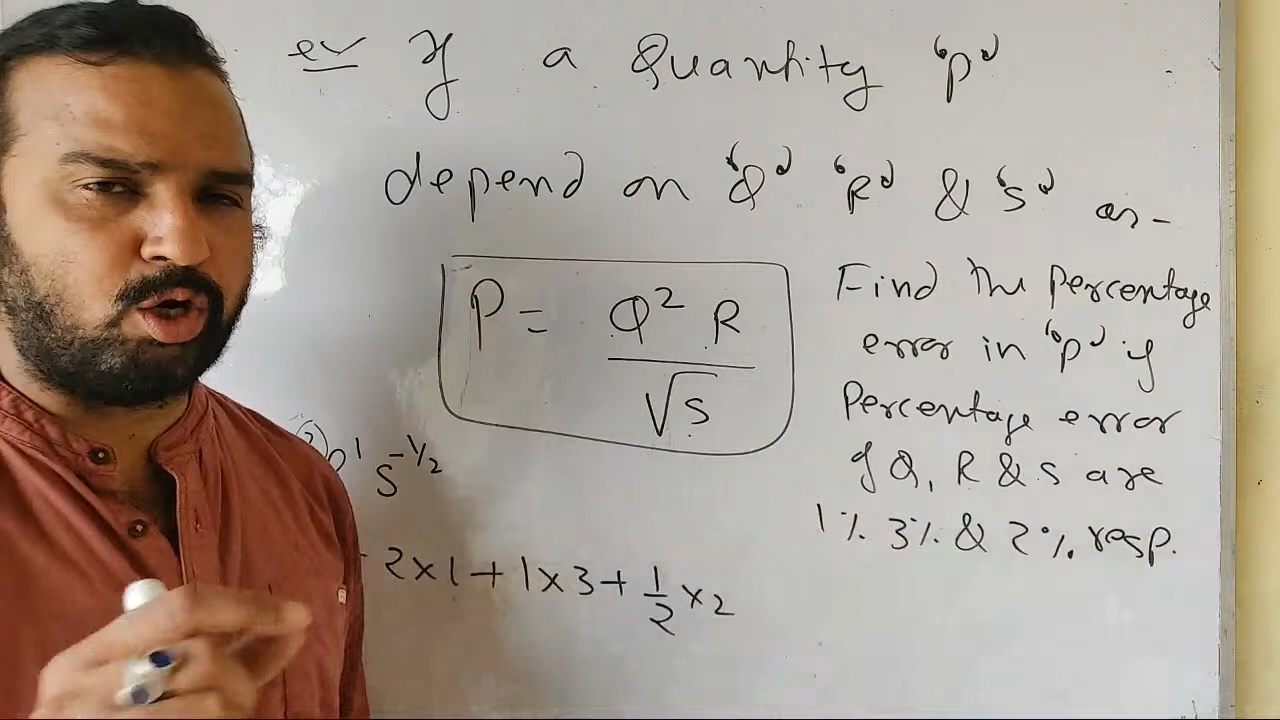 ex If a Quantity 'P'
depend on 'Q' 'R' & 'S' as-
P = Q² R / √S
Find the Percentage
error in 'P' if
Percentage error
of Q, R & S are
1% 3% & 2% resp.
R¹ S⁻¹/²
2×1+1×3+1/2×2